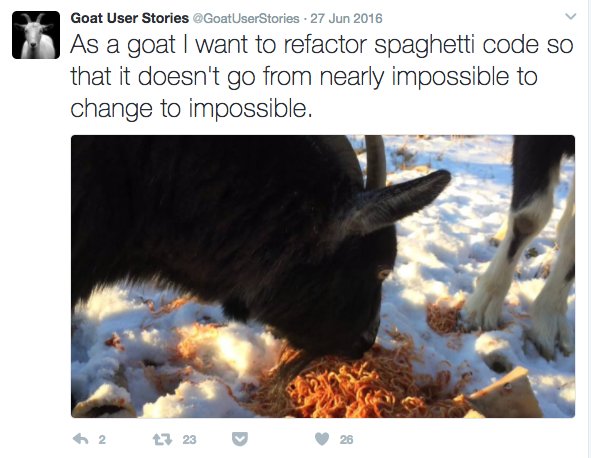 Goat User Stories @GoatUserStories · 27 Jun 2016
As a goat I want to refactor spaghetti code so
that it doesn't go from nearly impossible to
change to impossible.
2 23 26